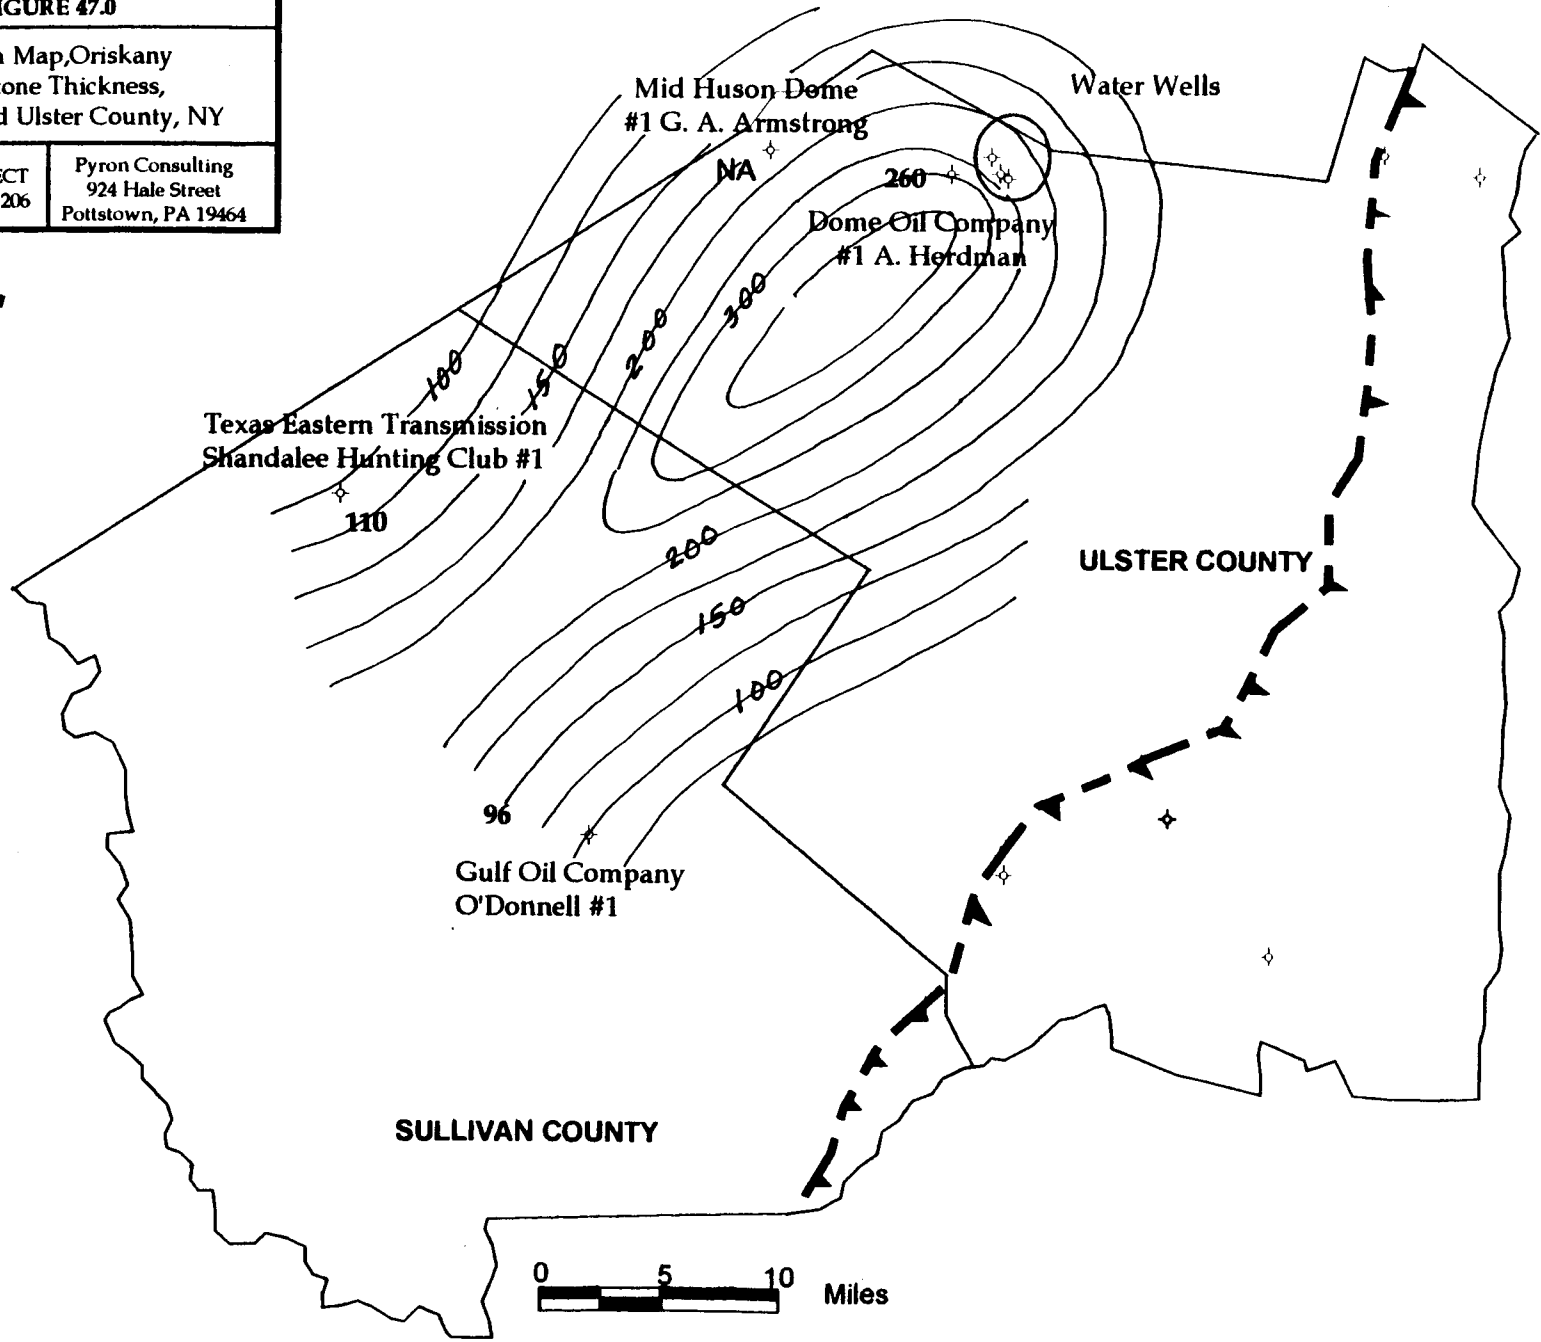 FIGURE 47.0
Map,Oriskany
Thickness,
Ulster County, NY
206
Pyron Consulting
924 Hale Street
Pottstown, PA 19464
Mid Huson Dome
#1 G. A. Armstrong
NA
Water Wells
260
Dome Oil Company
#1 A. Herdman
300
200
150
100
Texas Eastern Transmission
Shandalee Hunting Club #1
110
200
150
100
ULSTER COUNTY
96
Gulf Oil Company
O'Donnell #1
SULLIVAN COUNTY
0 5 10
Miles